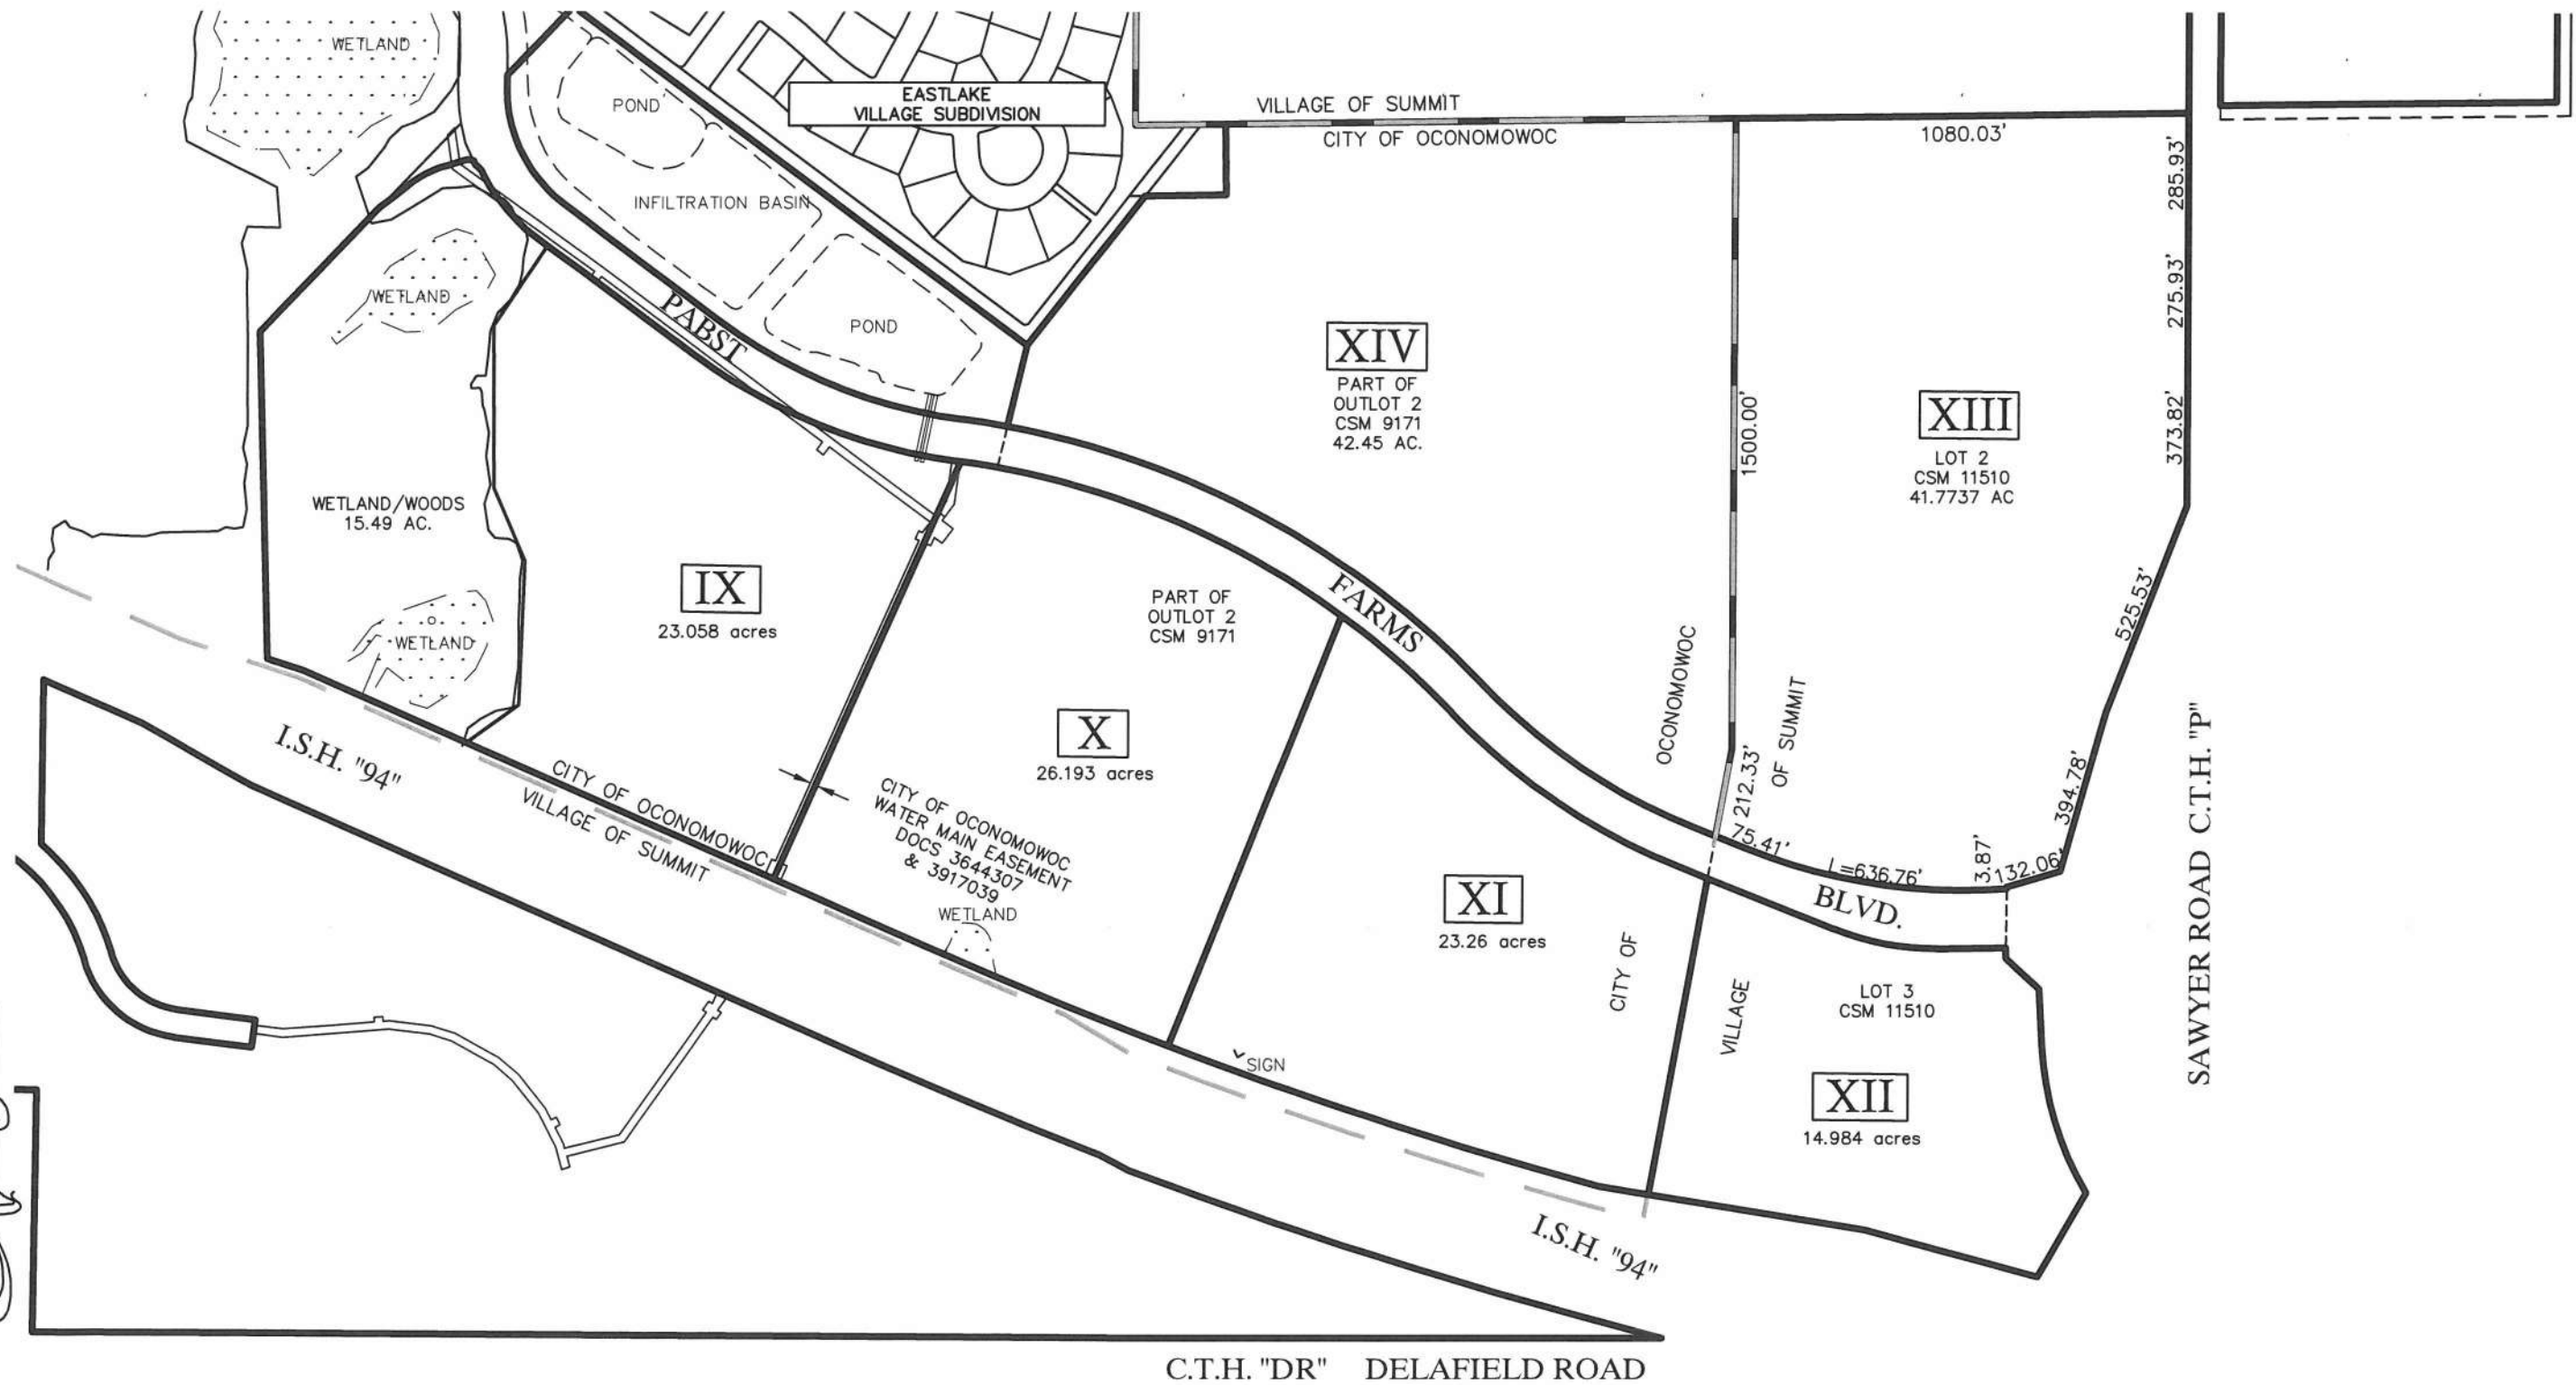 WETLAND
POND
EASTLAKE
VILLAGE SUBDIVISION
VILLAGE OF SUMMIT
CITY OF OCONOMOWOC
1080.03'
285.93'
INFILTRATION BASIN
275.93'
WETLAND
PABST
POND
XIV
PART OF
OUTLOT 2
CSM 9171
42.45 AC.
1500.00'
XIII
LOT 2
CSM 11510
41.7737 AC
373.82'
WETLAND/WOODS
15.49 AC.
IX
23.058 acres
PART OF
OUTLOT 2
CSM 9171
FARMS
525.53'
WETLAND
OCONOMOWOC
OF SUMMIT
I.S.H. "94"
X
26.193 acres
CITY OF OCONOMOWOC
VILLAGE OF SUMMIT
CITY OF OCONOMOWOC
WATER MAIN EASEMENT
DOCS 3644307
& 3917039
WETLAND
212.33'
75.41'
L=636.76'
3.87'
132.06'
394.78'
BLVD.
SAWYER ROAD C.T.H. "P"
XI
23.26 acres
CITY OF
VILLAGE
LOT 3
CSM 11510
SIGN
XII
14.984 acres
I.S.H. "94"
C.T.H. "DR" DELAFIELD ROAD